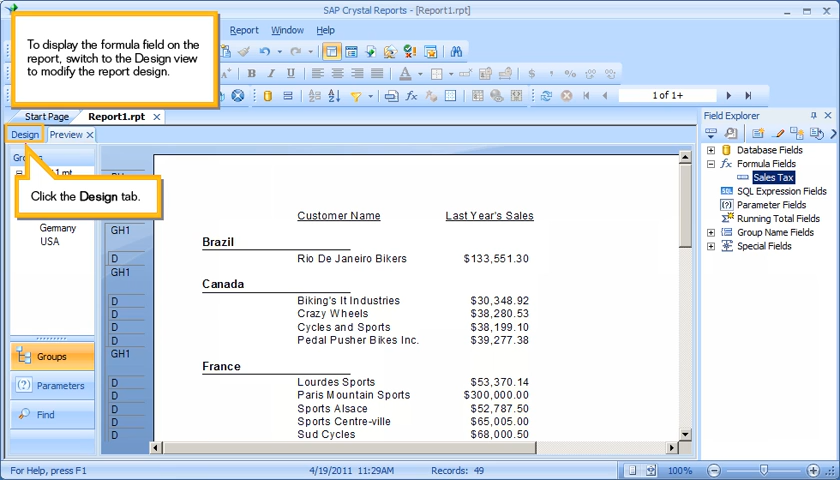 SAP Crystal Reports - [Report1.rpt]
To display the formula field on the
report, switch to the Design view
to modify the report design.
Report Window Help
1 of 1+
Start Page Report1.rpt
Design Preview
Click the Design tab.
Germany
USA
Groups
Parameters
Find
GH1
D
GH1
D
D
D
D
GH1
D
D
D
D
D
Customer Name Last Year's Sales
Brazil
Rio De Janeiro Bikers $133,551.30
Canada
Biking's It Industries $30,348.92
Crazy Wheels $38,280.53
Cycles and Sports $38,199.10
Pedal Pusher Bikes Inc. $39,277.38
France
Lourdes Sports $53,370.14
Paris Mountain Sports $300,000.00
Sports Alsace $52,787.50
Sports Centre-ville $65,005.00
Sud Cycles $68,000.50
Field Explorer
Database Fields
Formula Fields
Sales Tax
SQL Expression Fields
Parameter Fields
Running Total Fields
Group Name Fields
Special Fields
For Help, press F1 4/19/2011 11:29AM Records: 49 100%